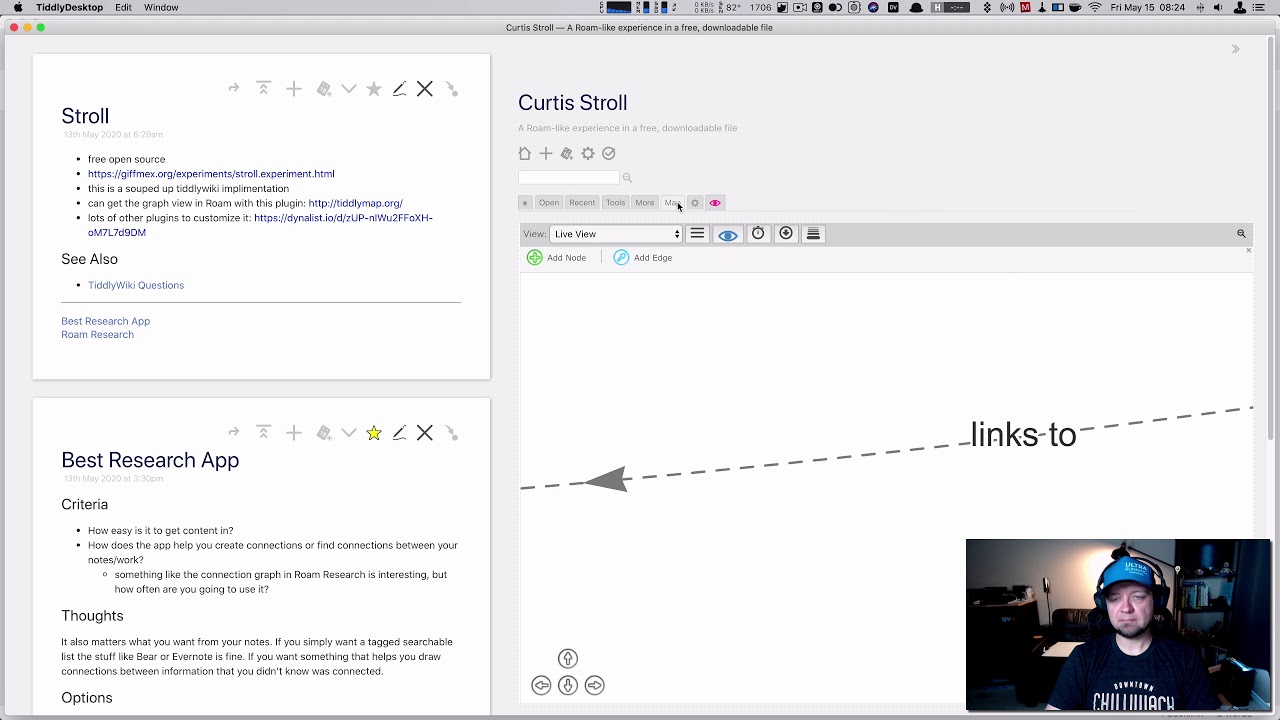 TiddlyDesktop Edit Window
82° 1706
Fri May 15 08:24
Curtis Stroll — A Roam-like experience in a free, downloadable file
Stroll
13th May 2020 at 6:29am
free open source
https://giffmex.org/experiments/stroll.experiment.html
this is a souped up tiddlywiki implimentation
can get the graph view in Roam with this plugin: http://tiddlymap.org/
lots of other plugins to customize it: https://dynalist.io/d/zUP-nIWu2FFoXH-
oM7L7d9DM
See Also
TiddlyWiki Questions
Best Research App
Roam Research
Best Research App
13th May 2020 at 3:30pm
Criteria
How easy is it to get content in?
How does the app help you create connections or find connections between your
notes/work?
something like the connection graph in Roam Research is interesting, but
how often are you going to use it?
Thoughts
It also matters what you want from your notes. If you simply want a tagged searchable
list the stuff like Bear or Evernote is fine. If you want something that helps you draw
connections between information that you didn't know was connected.
Options
Curtis Stroll
A Roam-like experience in a free, downloadable file
Open Recent Tools More Map
View: Live View
Add Node Add Edge
links to
ULTRA
DOWNTOWN
CHILLIWACK